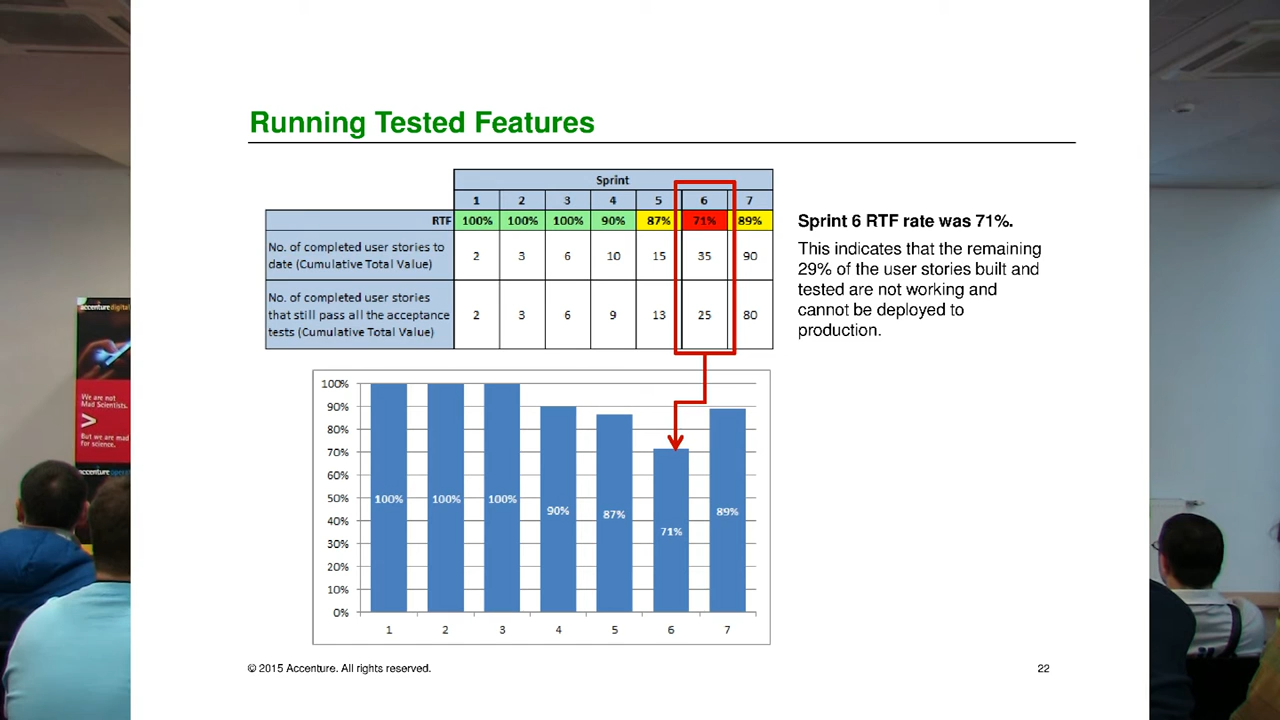 Running Tested Features
Sprint
1 2 3 4 5 6 7
RTF 100% 100% 100% 90% 87% 71% 89%
No. of completed user stories to
date (Cumulative Total Value)
2 3 6 10 15 35 90
No. of completed user stories
that still pass all the acceptance
tests (Cumulative Total Value)
2 3 6 9 13 25 80
Sprint 6 RTF rate was 71%.
This indicates that the remaining
29% of the user stories built and
tested are not working and
cannot be deployed to
production.
100%
90%
80%
70%
60%
50%
40%
30%
20%
10%
0%
100% 100% 100% 90% 87% 71% 89%
1 2 3 4 5 6 7
© 2015 Accenture. All rights reserved.
22
accenture digital
We are not
Mad Scientists.
>
But we are mad
for science.
accenture